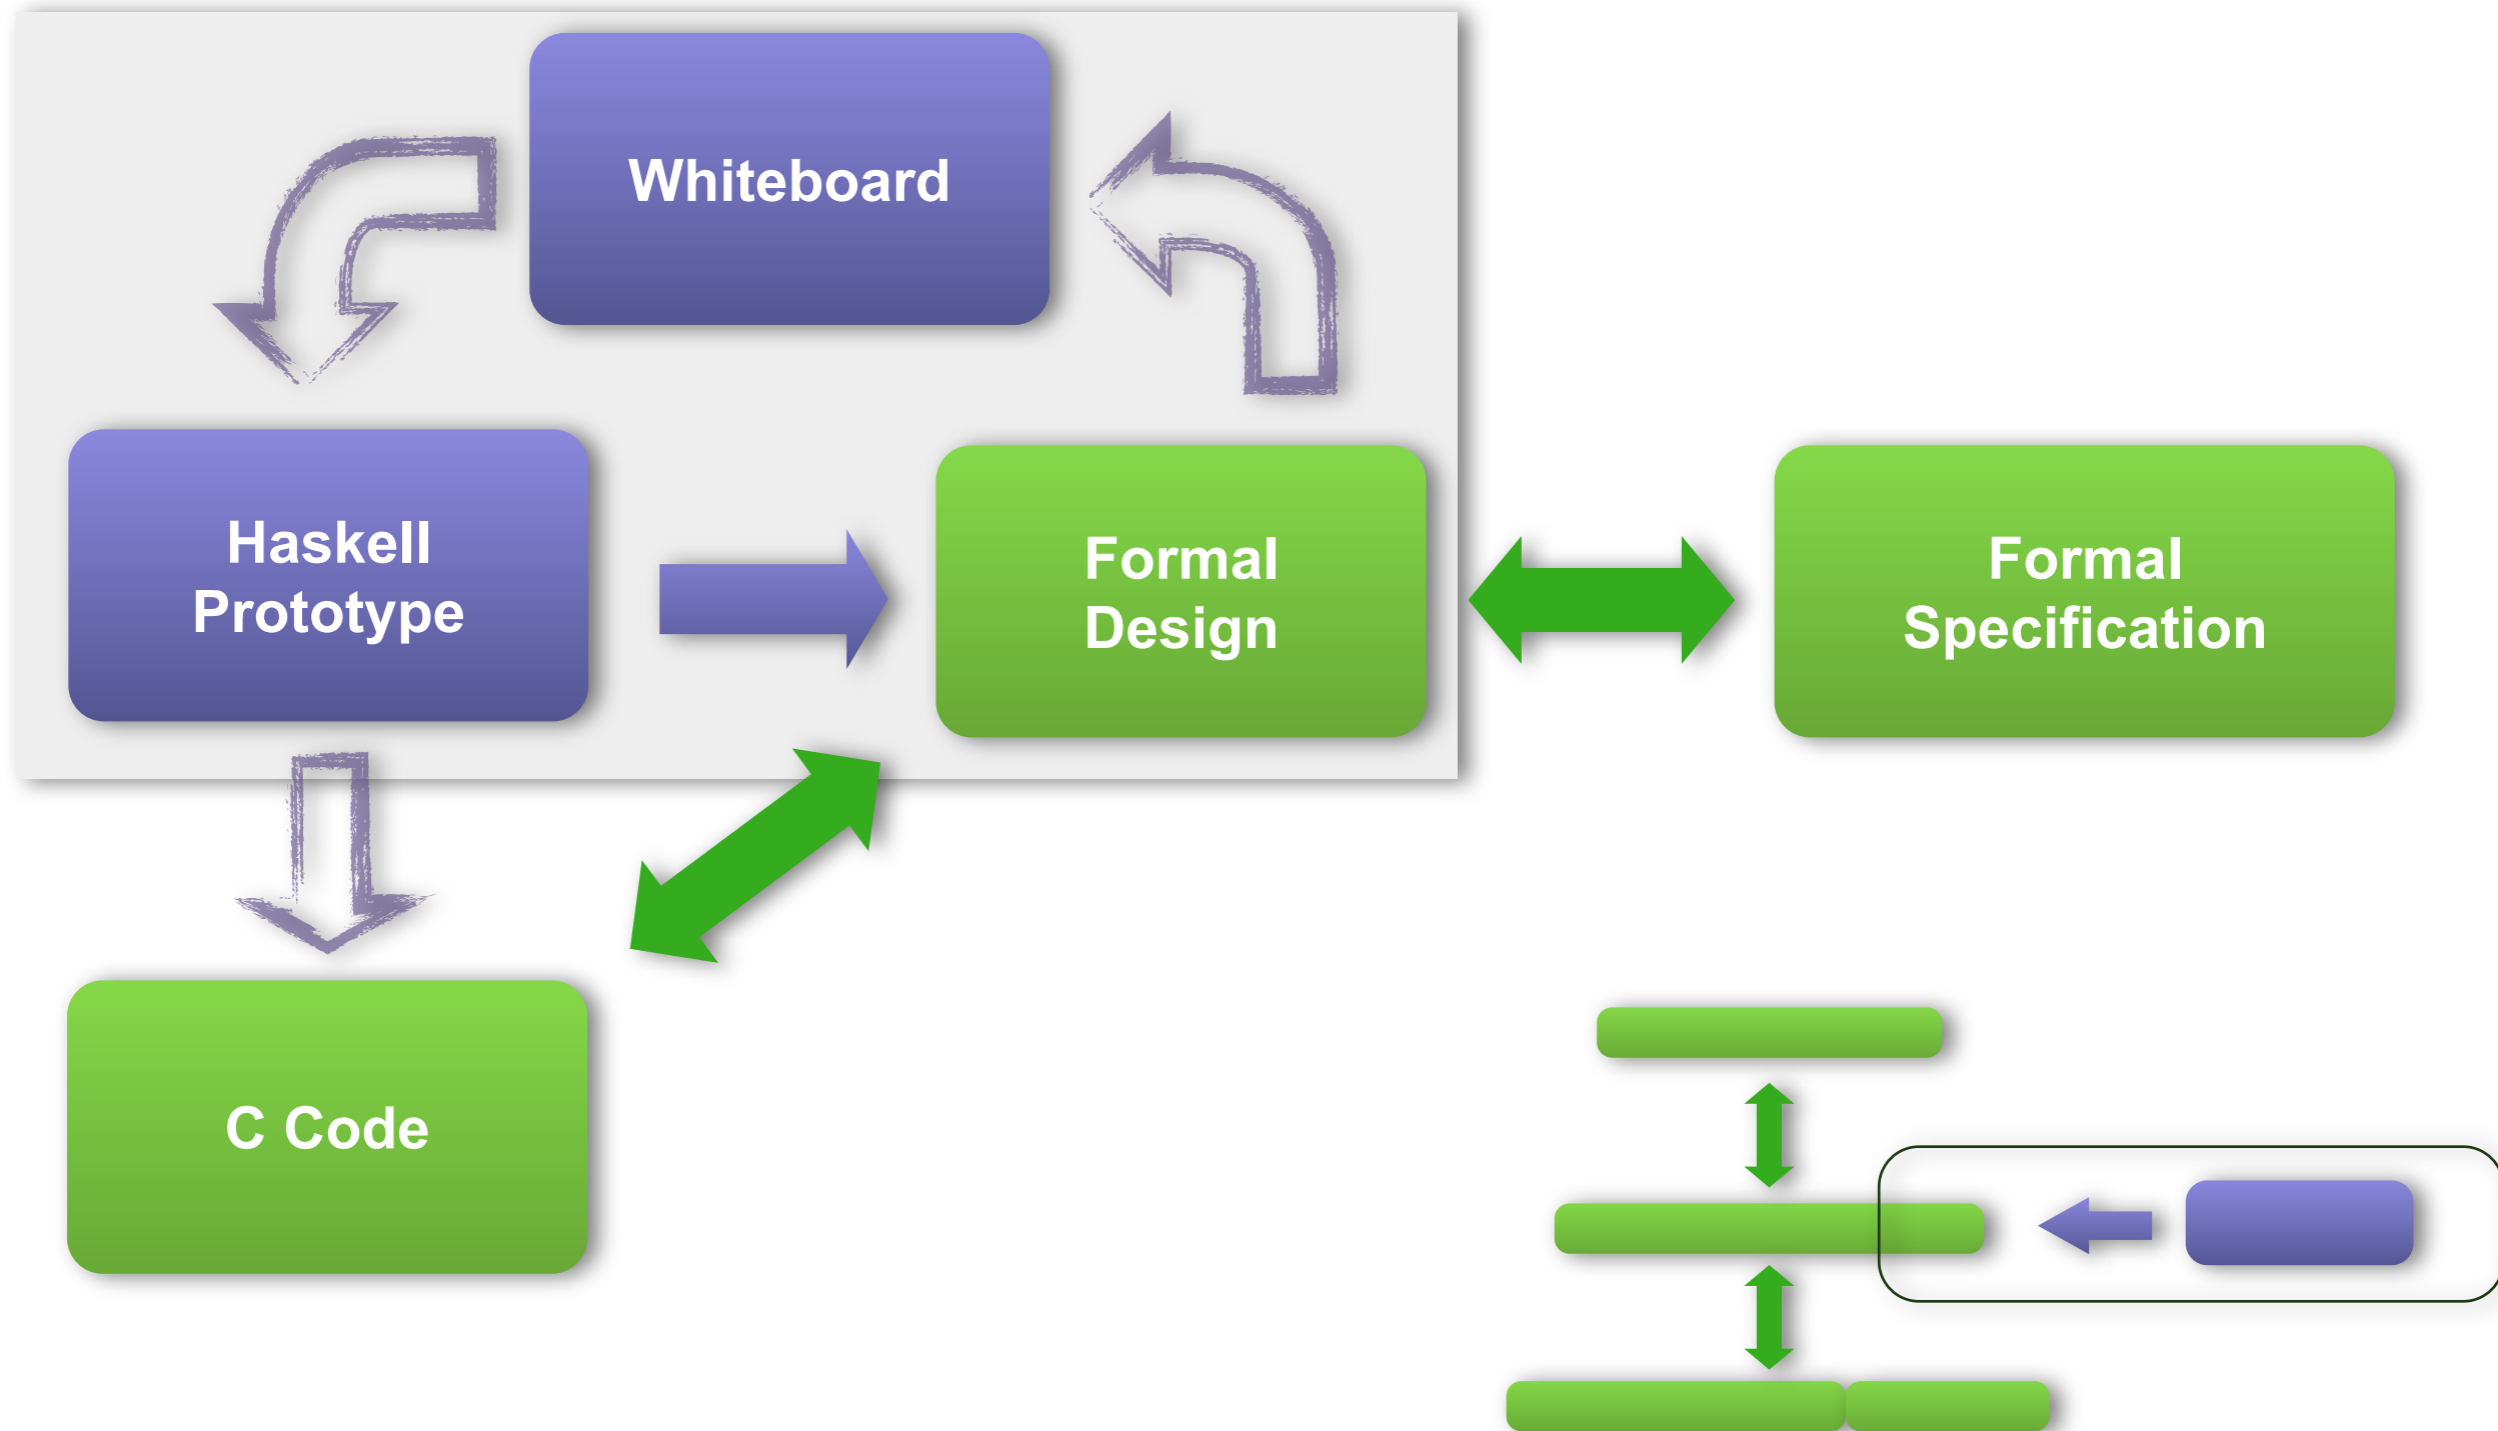 Whiteboard
Haskell
Prototype
Formal
Design
Formal
Specification
C Code